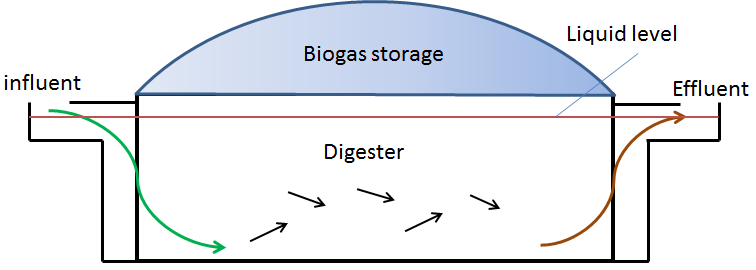 Liquid level
Biogas storage
influent
Effluent
Digester